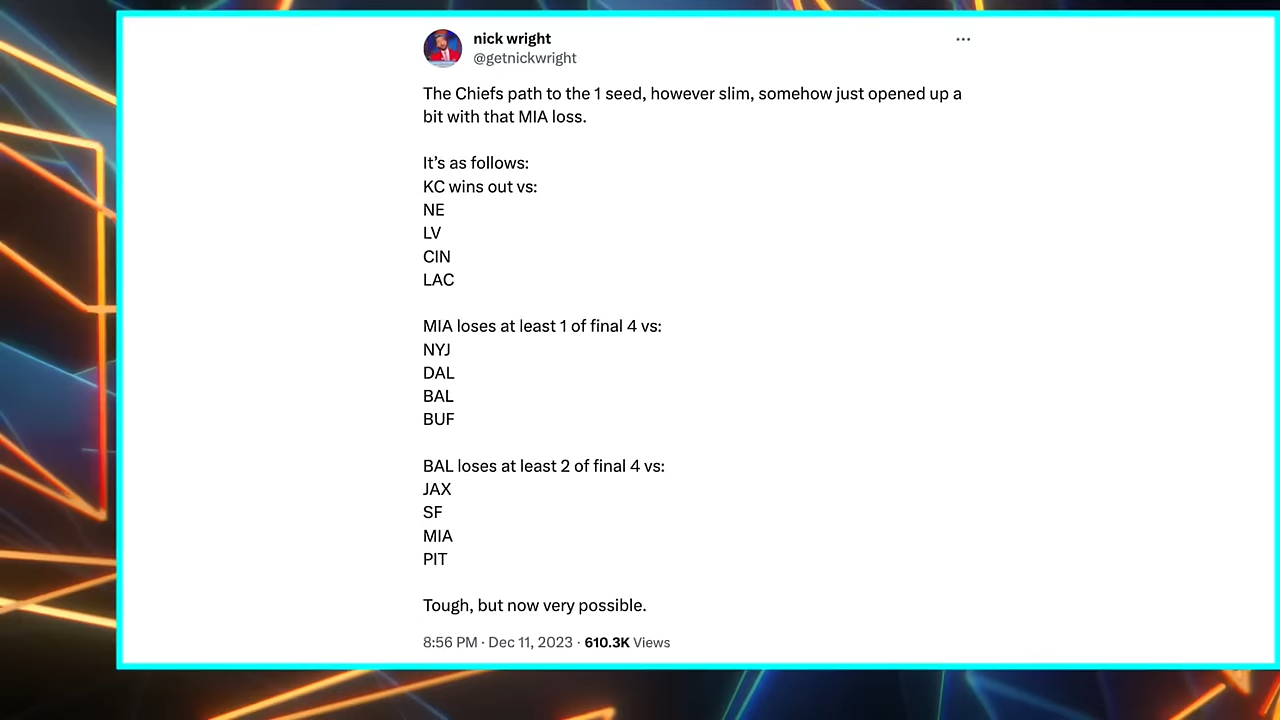 nick wright
@getnickwright
The Chiefs path to the 1 seed, however slim, somehow just opened up a
bit with that MIA loss.
It’s as follows:
KC wins out vs:
NE
LV
CIN
LAC
MIA loses at least 1 of final 4 vs:
NYJ
DAL
BAL
BUF
BAL loses at least 2 of final 4 vs:
JAX
SF
MIA
PIT
Tough, but now very possible.
8:56 PM · Dec 11, 2023 · 610.3K Views